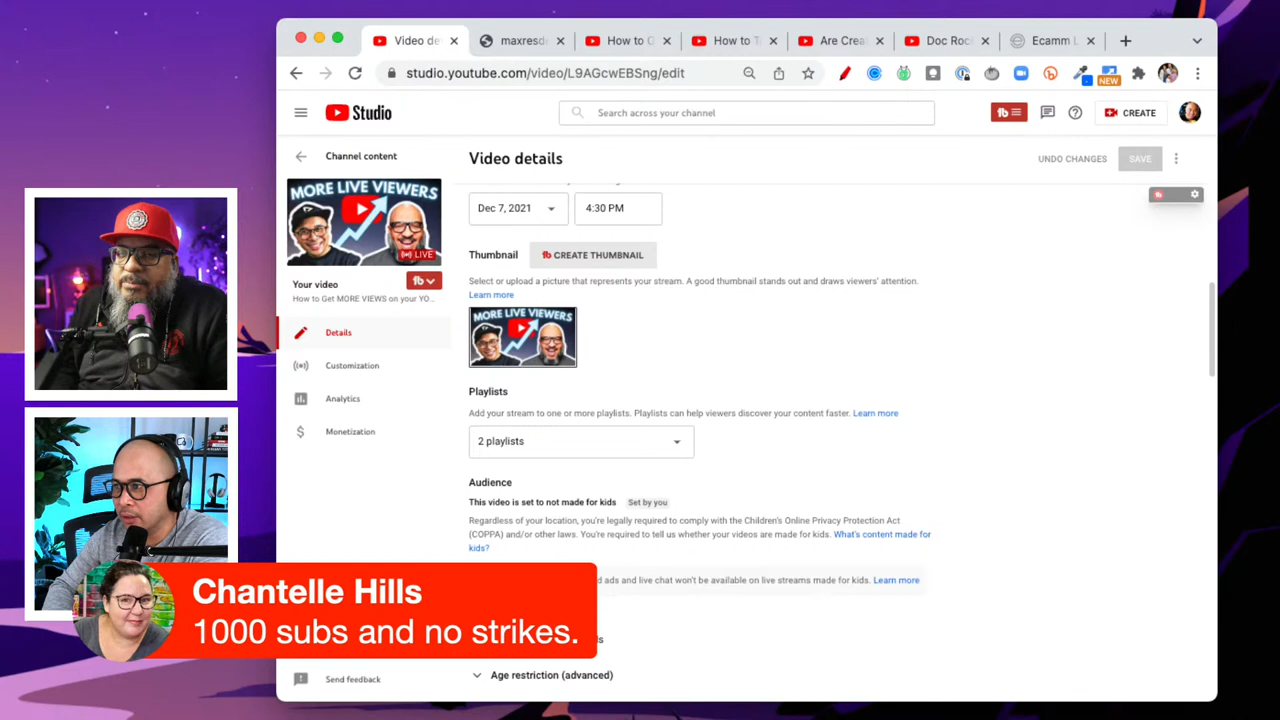 Video de
maxresd
How to G
How to T
Are Crea
Doc Rock
Ecamm L
studio.youtube.com/video/L9AGcwEBSng/edit
NEW
Studio
Search across your channel
CREATE
Channel content
Video details
UNDO CHANGES
SAVE
MORE LIVE VIEWERS
LIVE
Your video
How to Get MORE VIEWS on your YO...
Details
Customization
Analytics
Monetization
Send feedback
Dec 7, 2021
4:30 PM
Thumbnail
CREATE THUMBNAIL
Select or upload a picture that represents your stream. A good thumbnail stands out and draws viewers' attention.
Learn more
MORE LIVE VIEWERS
Playlists
Add your stream to one or more playlists. Playlists can help viewers discover your content faster. Learn more
2 playlists
Audience
This video is set to not made for kids Set by you
Regardless of your location, you're legally required to comply with the Children's Online Privacy Protection Act
(COPPA) and/or other laws. You're required to tell us whether your videos are made for kids. What's content made for
kids?
d ads and live chat won't be available on live streams made for kids. Learn more
Age restriction (advanced)
Chantelle Hills
1000 subs and no strikes.